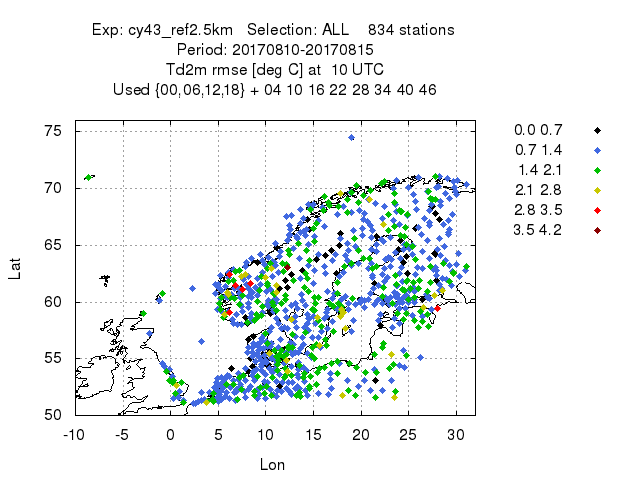 Exp: cy43_ref2.5km Selection: ALL 834 stations
Period: 20170810-20170815
Td2m rmse [deg C] at 10 UTC
Used {00,06,12,18} + 04 10 16 22 28 34 40 46
0.0 0.7
0.7 1.4
1.4 2.1
2.1 2.8
2.8 3.5
3.5 4.2
75
70
65
60
55
50
Lat
-10 -5 0 5 10 15 20 25 30
Lon